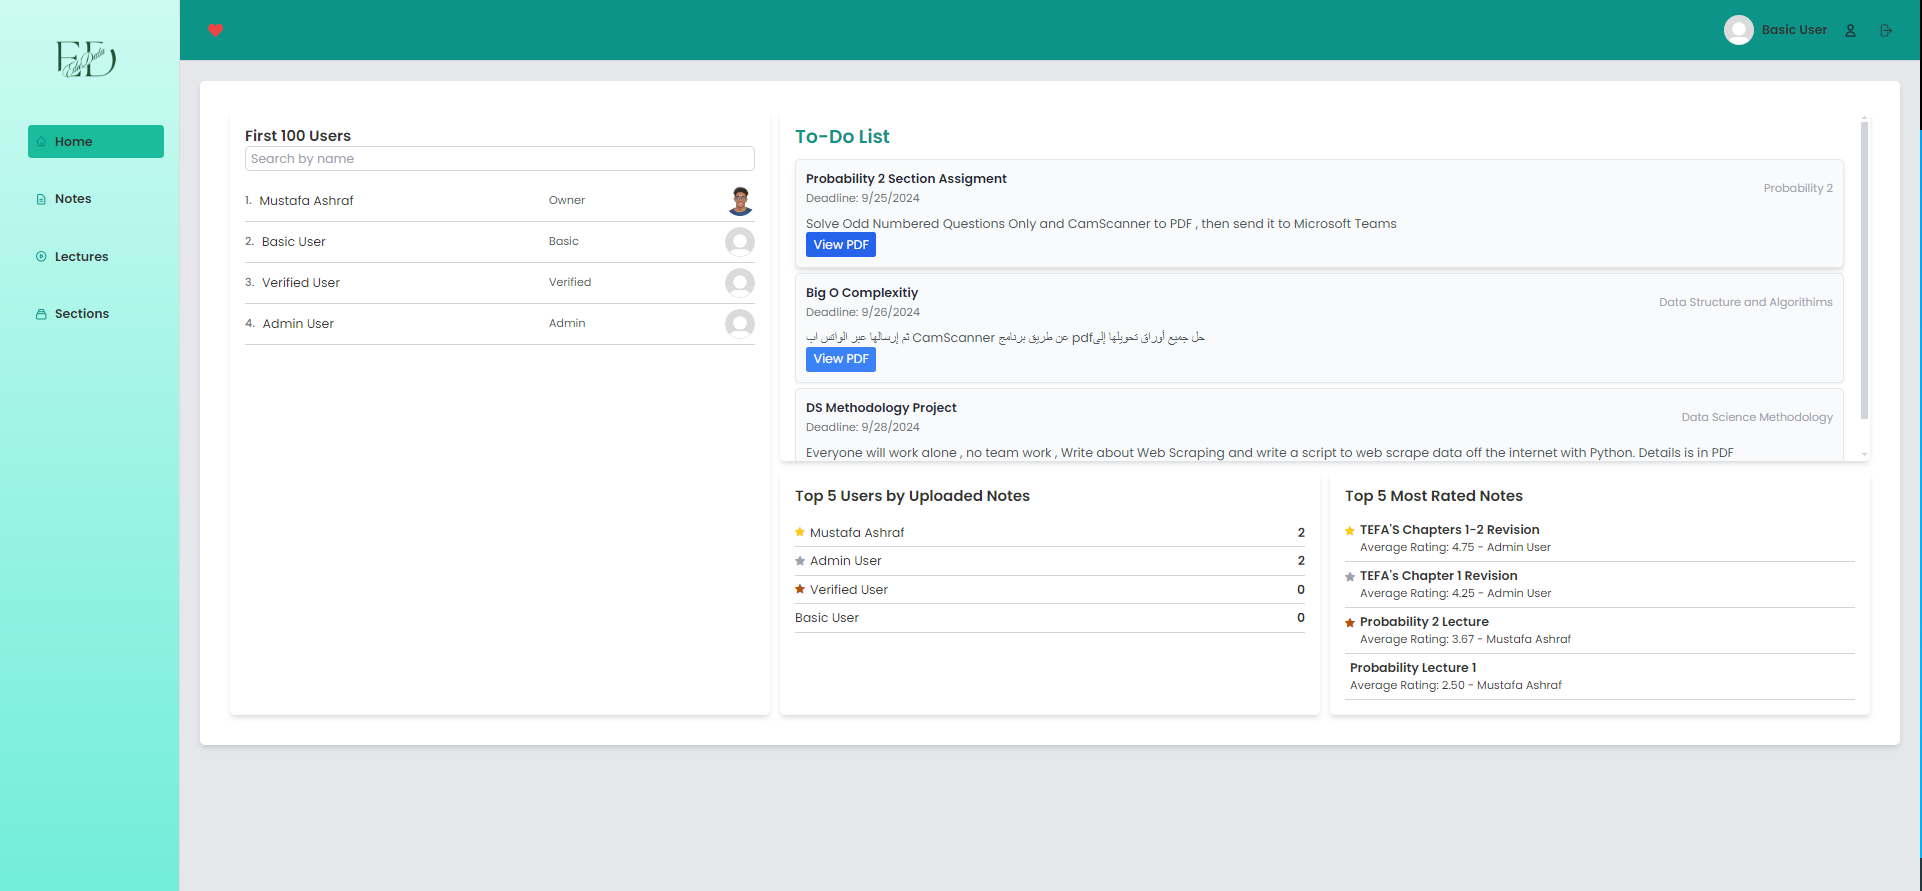 ED
Edu Data
Basic User
Home
Notes
Lectures
Sections
First 100 Users
Search by name
1. Mustafa Ashraf Owner
2. Basic User Basic
3. Verified User Verified
4. Admin User Admin
To-Do List
Probability 2 Section Assigment
Probability 2
Deadline: 9/25/2024
Solve Odd Numbered Questions Only and CamScanner to PDF , then send it to Microsoft Teams
View PDF
Big O Complexitiy
Data Structure and Algorithims
Deadline: 9/26/2024
حل جميع أوراق تحويلها إلىpdf عن طريق برنامج CamScanner ثم إرسالها عبر الواتس اب
View PDF
DS Methodology Project
Data Science Methodology
Deadline: 9/28/2024
Everyone will work alone , no team work , Write about Web Scraping and write a script to web scrape data off the internet with Python. Details is in PDF
Top 5 Users by Uploaded Notes
Mustafa Ashraf 2
Admin User 2
Verified User 0
Basic User 0
Top 5 Most Rated Notes
TEFA'S Chapters 1-2 Revision
Average Rating: 4.75 - Admin User
TEFA's Chapter 1 Revision
Average Rating: 4.25 - Admin User
Probability 2 Lecture
Average Rating: 3.67 - Mustafa Ashraf
Probability Lecture 1
Average Rating: 2.50 - Mustafa Ashraf